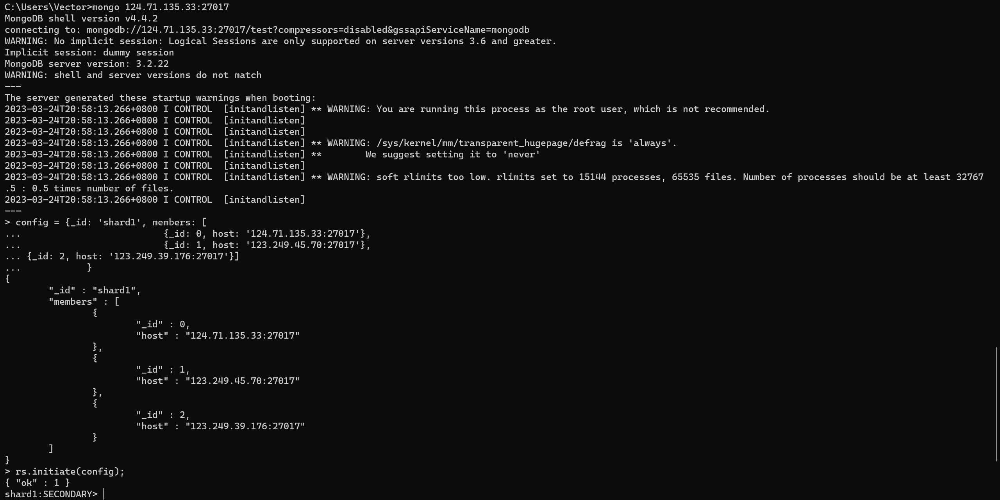 C:\Users\Vector>mongo 124.71.135.33:27017
MongoDB shell version v4.4.2
connecting to: mongodb://124.71.135.33:27017/test?compressors=disabled&gssapiServiceName=mongodb
WARNING: No implicit session: Logical Sessions are only supported on server versions 3.6 and greater.
Implicit session: dummy session
MongoDB server version: 3.2.22
WARNING: shell and server versions do not match
---
The server generated these startup warnings when booting:
2023-03-24T20:58:13.266+0800 I CONTROL  [initandlisten] ** WARNING: You are running this process as the root user, which is not recommended.
2023-03-24T20:58:13.266+0800 I CONTROL  [initandlisten]
2023-03-24T20:58:13.266+0800 I CONTROL  [initandlisten]
2023-03-24T20:58:13.266+0800 I CONTROL  [initandlisten] ** WARNING: /sys/kernel/mm/transparent_hugepage/defrag is 'always'.
2023-03-24T20:58:13.266+0800 I CONTROL  [initandlisten] **        We suggest setting it to 'never'
2023-03-24T20:58:13.266+0800 I CONTROL  [initandlisten]
2023-03-24T20:58:13.266+0800 I CONTROL  [initandlisten] ** WARNING: soft rlimits too low. rlimits set to 15144 processes, 65535 files. Number of processes should be at least 32767
.5 : 0.5 times number of files.
2023-03-24T20:58:13.266+0800 I CONTROL  [initandlisten]
---
> config = {_id: 'shard1', members: [
...                          {_id: 0, host: '124.71.135.33:27017'},
...                          {_id: 1, host: '123.249.45.70:27017'},
... {_id: 2, host: '123.249.39.176:27017'}]
...            }
{
        "_id" : "shard1",
        "members" : [
                {
                        "_id" : 0,
                        "host" : "124.71.135.33:27017"
                },
                {
                        "_id" : 1,
                        "host" : "123.249.45.70:27017"
                },
                {
                        "_id" : 2,
                        "host" : "123.249.39.176:27017"
                }
        ]
}
> rs.initiate(config);
{ "ok" : 1 }
shard1:SECONDARY>